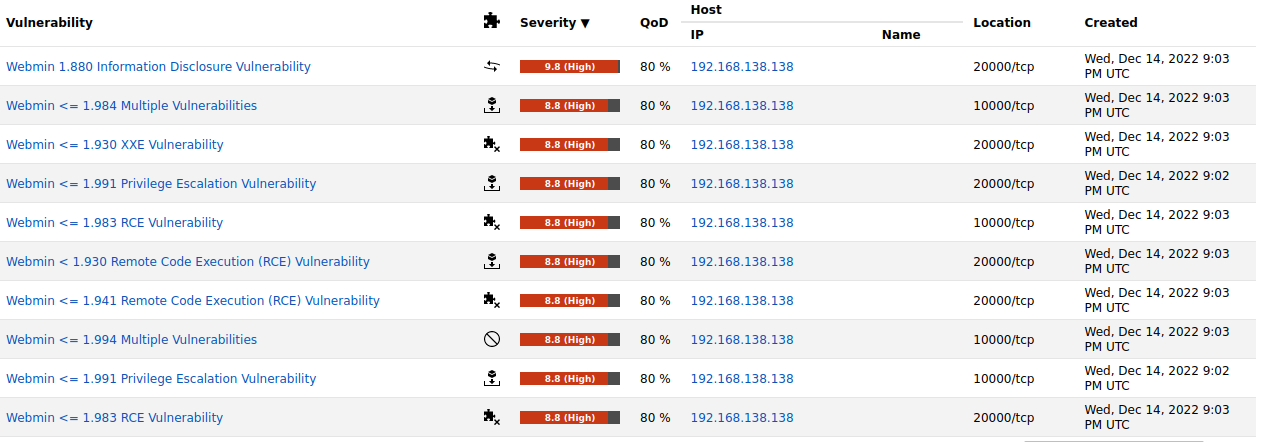 Vulnerability Severity ▼ QoD Host Location Created
IP Name
Webmin 1.880 Information Disclosure Vulnerability 9.8 (High) 80 % 192.168.138.138 20000/tcp Wed, Dec 14, 2022 9:03
PM UTC
Webmin <= 1.984 Multiple Vulnerabilities 8.8 (High) 80 % 192.168.138.138 10000/tcp Wed, Dec 14, 2022 9:03
PM UTC
Webmin <= 1.930 XXE Vulnerability 8.8 (High) 80 % 192.168.138.138 20000/tcp Wed, Dec 14, 2022 9:03
PM UTC
Webmin <= 1.991 Privilege Escalation Vulnerability 8.8 (High) 80 % 192.168.138.138 20000/tcp Wed, Dec 14, 2022 9:02
PM UTC
Webmin <= 1.983 RCE Vulnerability 8.8 (High) 80 % 192.168.138.138 10000/tcp Wed, Dec 14, 2022 9:03
PM UTC
Webmin < 1.930 Remote Code Execution (RCE) Vulnerability 8.8 (High) 80 % 192.168.138.138 20000/tcp Wed, Dec 14, 2022 9:03
PM UTC
Webmin <= 1.941 Remote Code Execution (RCE) Vulnerability 8.8 (High) 80 % 192.168.138.138 20000/tcp Wed, Dec 14, 2022 9:03
PM UTC
Webmin <= 1.994 Multiple Vulnerabilities 8.8 (High) 80 % 192.168.138.138 10000/tcp Wed, Dec 14, 2022 9:03
PM UTC
Webmin <= 1.991 Privilege Escalation Vulnerability 8.8 (High) 80 % 192.168.138.138 10000/tcp Wed, Dec 14, 2022 9:02
PM UTC
Webmin <= 1.983 RCE Vulnerability 8.8 (High) 80 % 192.168.138.138 20000/tcp Wed, Dec 14, 2022 9:03
PM UTC